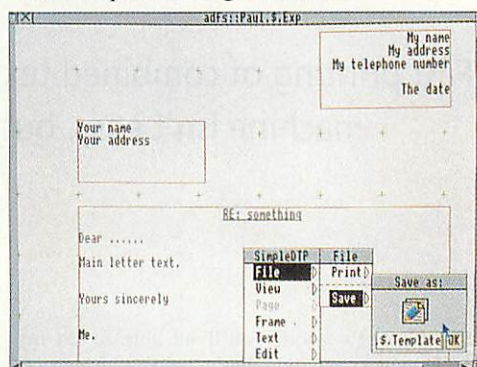 adfs::Paul.$.Exp
My name
My address
My telephone number
The date
Your name
Your address
RE: something
Dear ......
Main letter text.
Yours sincerely
Me.
SimpleDTP
File
View
Page
Frame
Text
Edit
File
Print
Save
Save as:
$.Template OK